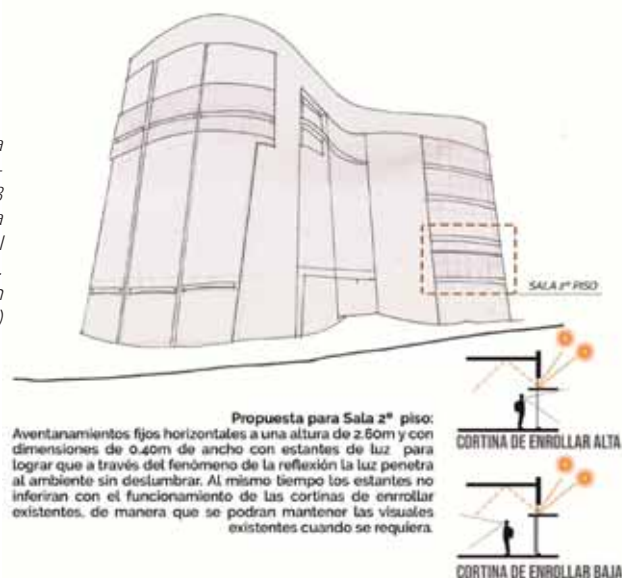 a
-
3
a
l
.
n
)
SALA 2º PISO
Propuesta para Sala 2º piso:
Aventanamientos fijos horizontales a una altura de 2.60m y con
dimensiones de 0.40m de ancho con estantes de luz para
lograr que a través del fenómeno de la reflexión la luz penetra
al ambiente sin deslumbrar. Al mismo tiempo los estantes no
inferiran con el funcionamiento de las cortinas de enrrollar
existentes, de manera que se podran mantener las visuales
existentes cuando se requiera.
CORTINA DE ENROLLAR ALTA
CORTINA DE ENROLLAR BAJA